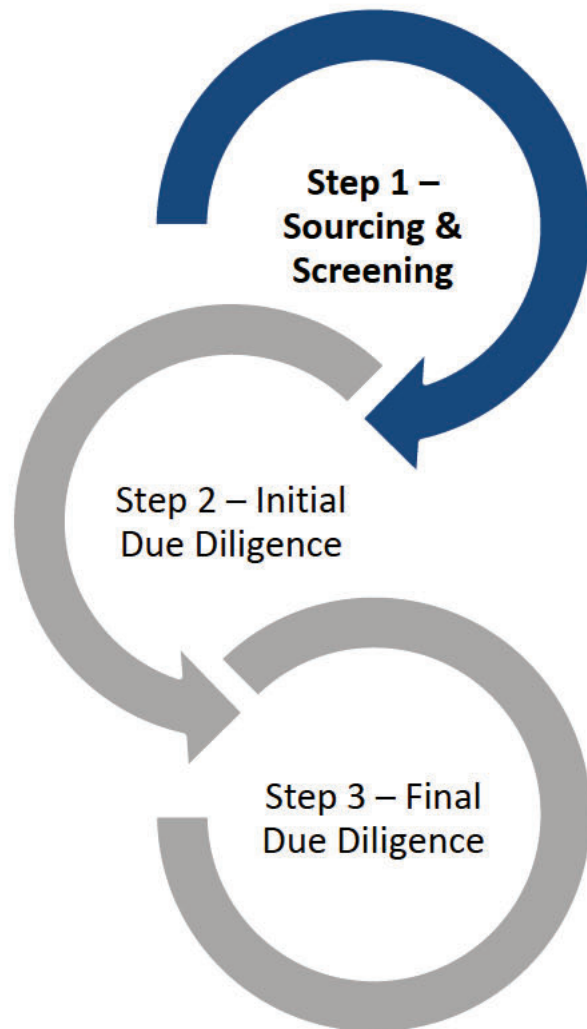 Step 1 –
Sourcing &
Screening
Step 2 – Initial
Due Diligence
Step 3 – Final
Due Diligence